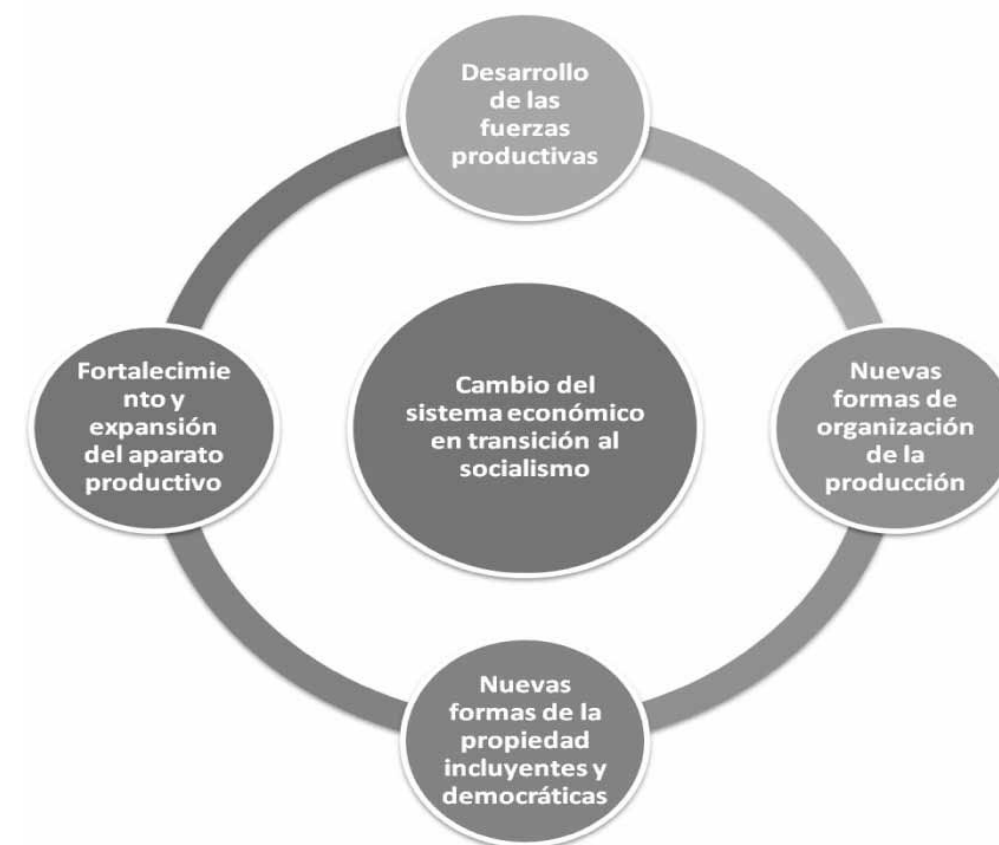 Desarrollo
de las
fuerzas
productivas
Fortalecimie
nto y
expansión
del aparato
productivo
Cambio del
sistema económico
en transición al
socialismo
Nuevas
formas de
organización
de la
producción
Nuevas
formas de la
propiedad
incluyentes y
democráticas